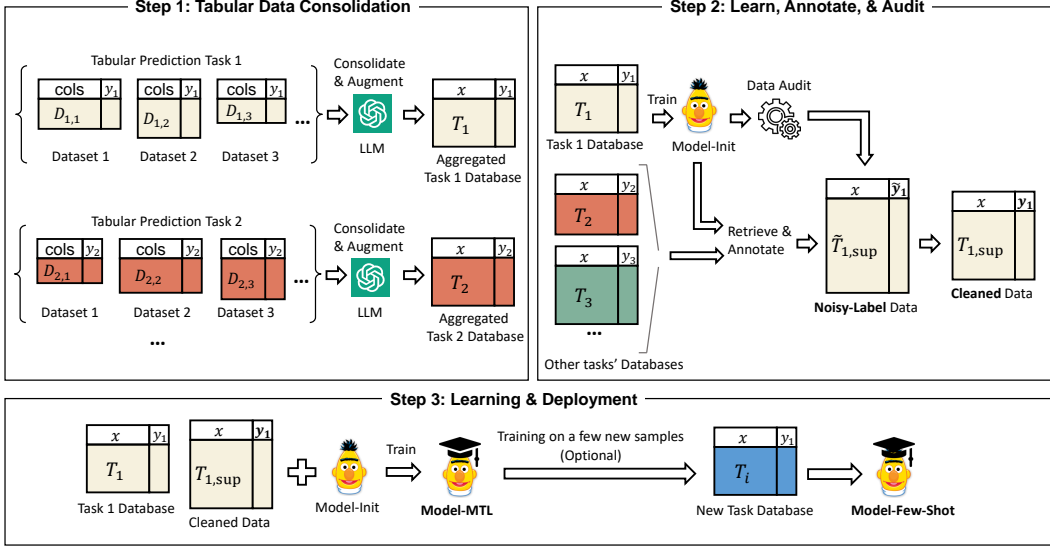 Step 1: Tabular Data Consolidation
Tabular Prediction Task 1
cols y₁
D₁,₁
Dataset 1
cols y₁
D₁,₂
Dataset 2
cols y₁
D₁,₃
Dataset 3
...
Consolidate
& Augment
LLM
x y₁
T₁
Aggregated
Task 1 Database
Tabular Prediction Task 2
cols y₂
D₂,₁
Dataset 1
cols y₂
D₂,₂
Dataset 2
cols y₂
D₂,₃
Dataset 3
...
Consolidate
& Augment
LLM
x y₂
T₂
Aggregated
Task 2 Database
...
Step 2: Learn, Annotate, & Audit
x y₁
T₁
Task 1 Database
Train
Model-Init
Data Audit
x y₂
T₂
x y₃
T₃
...
Other tasks' Databases
Retrieve &
Annotate
x ỹ₁
T̃₁,sup
Noisy-Label Data
x y₁
T₁,sup
Cleaned Data
Step 3: Learning & Deployment
x y₁
T₁
Task 1 Database
x y₁
T₁,sup
Cleaned Data
Model-Init
Train
Model-MTL
Training on a few new samples
(Optional)
x y₁
Tᵢ
New Task Database
Model-Few-Shot